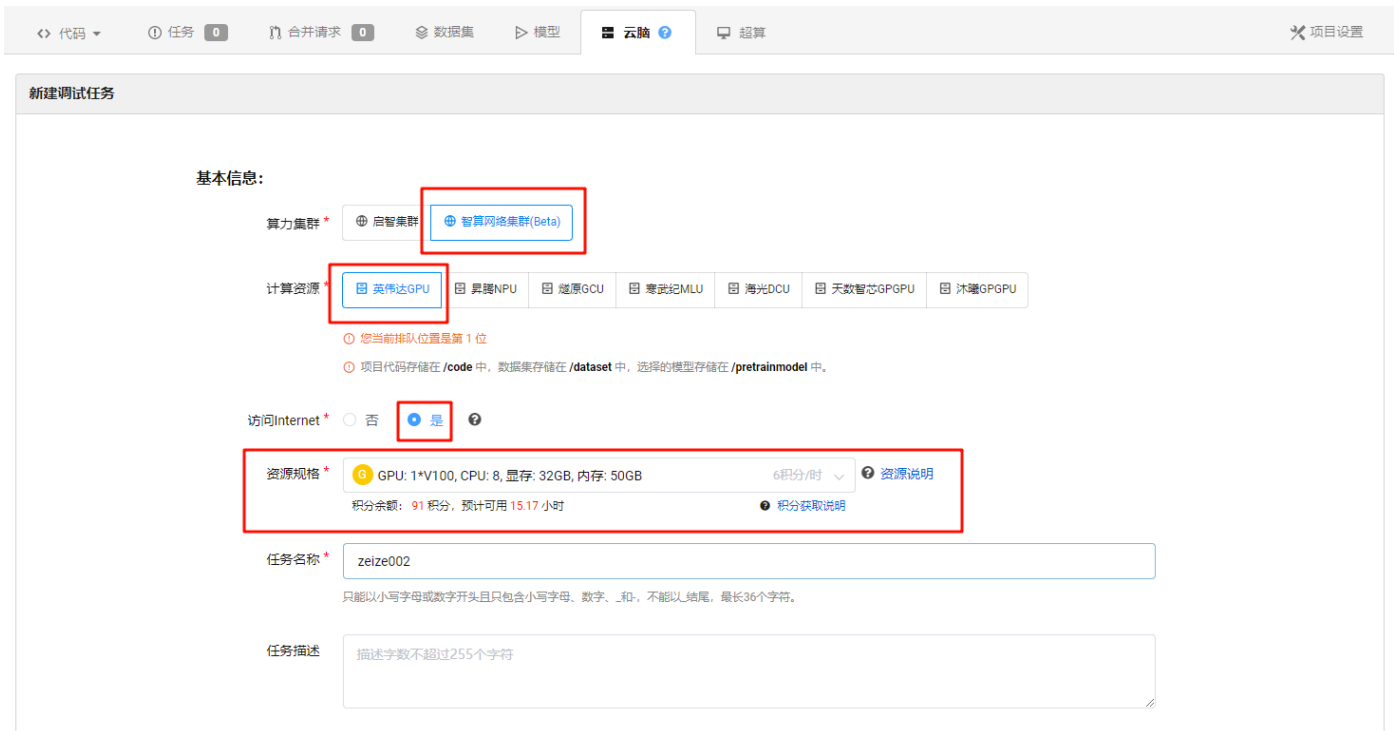 代码 任务 0 合并请求 0 数据集 模型 云脑 超算 项目设置
新建调试任务
基本信息:
算力集群 * 启智集群 智算网络集群(Beta)
计算资源 * 英伟达GPU 昇腾NPU 燧原GCU 寒武纪MLU 海光DCU 天数智芯GPGPU 沐曦GPGPU
您当前排队位置是第 1 位
项目代码存储在 /code 中，数据集存储在 /dataset 中，选择的模型存储在 /pretrainmodel 中。
访问Internet * 否 是
资源规格 * G GPU: 1*V100, CPU: 8, 显存: 32GB, 内存: 50GB 6积分/时 资源说明
积分余额： 91 积分，预计可用 15.17 小时 积分获取说明
任务名称 * zeize002
只能以小写字母或数字开头且只包含小写字母、数字、_和-，不能以_结尾，最长36个字符。
任务描述 描述字数不超过255个字符